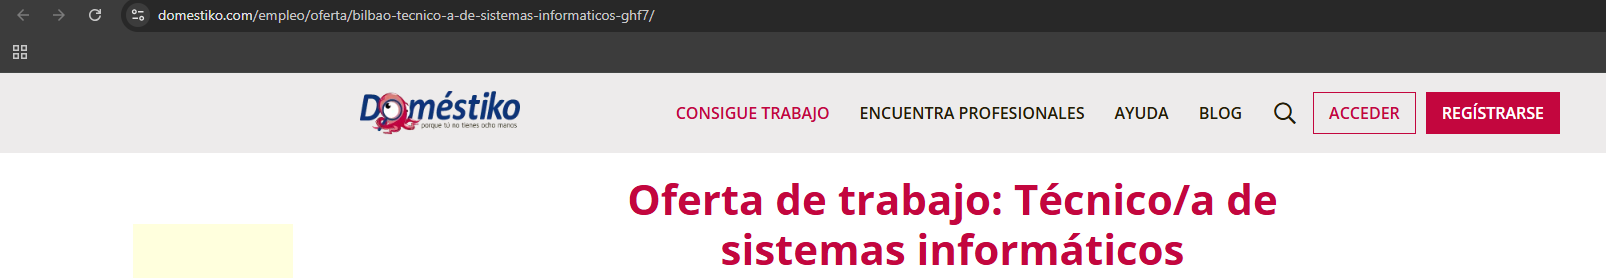 domestiko.com/empleo/oferta/bilbao-tecnico-a-de-sistemas-informaticos-ghf7/
Doméstiko
porque tú no tienes ocho manos
CONSIGUE TRABAJO ENCUENTRA PROFESIONALES AYUDA BLOG ACCEDER REGÍSTRARSE
Oferta de trabajo: Técnico/a de
sistemas informáticos